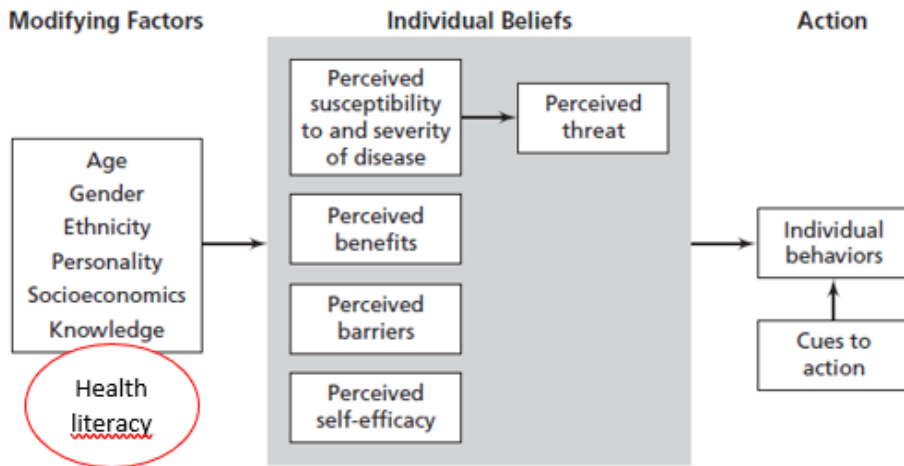 Modifying Factors
Individual Beliefs
Action
Age
Gender
Ethnicity
Personality
Socioeconomics
Knowledge
Health
literacy
Perceived
susceptibility
to and severity
of disease
Perceived
threat
Perceived
benefits
Perceived
barriers
Perceived
self-efficacy
Individual
behaviors
Cues to
action